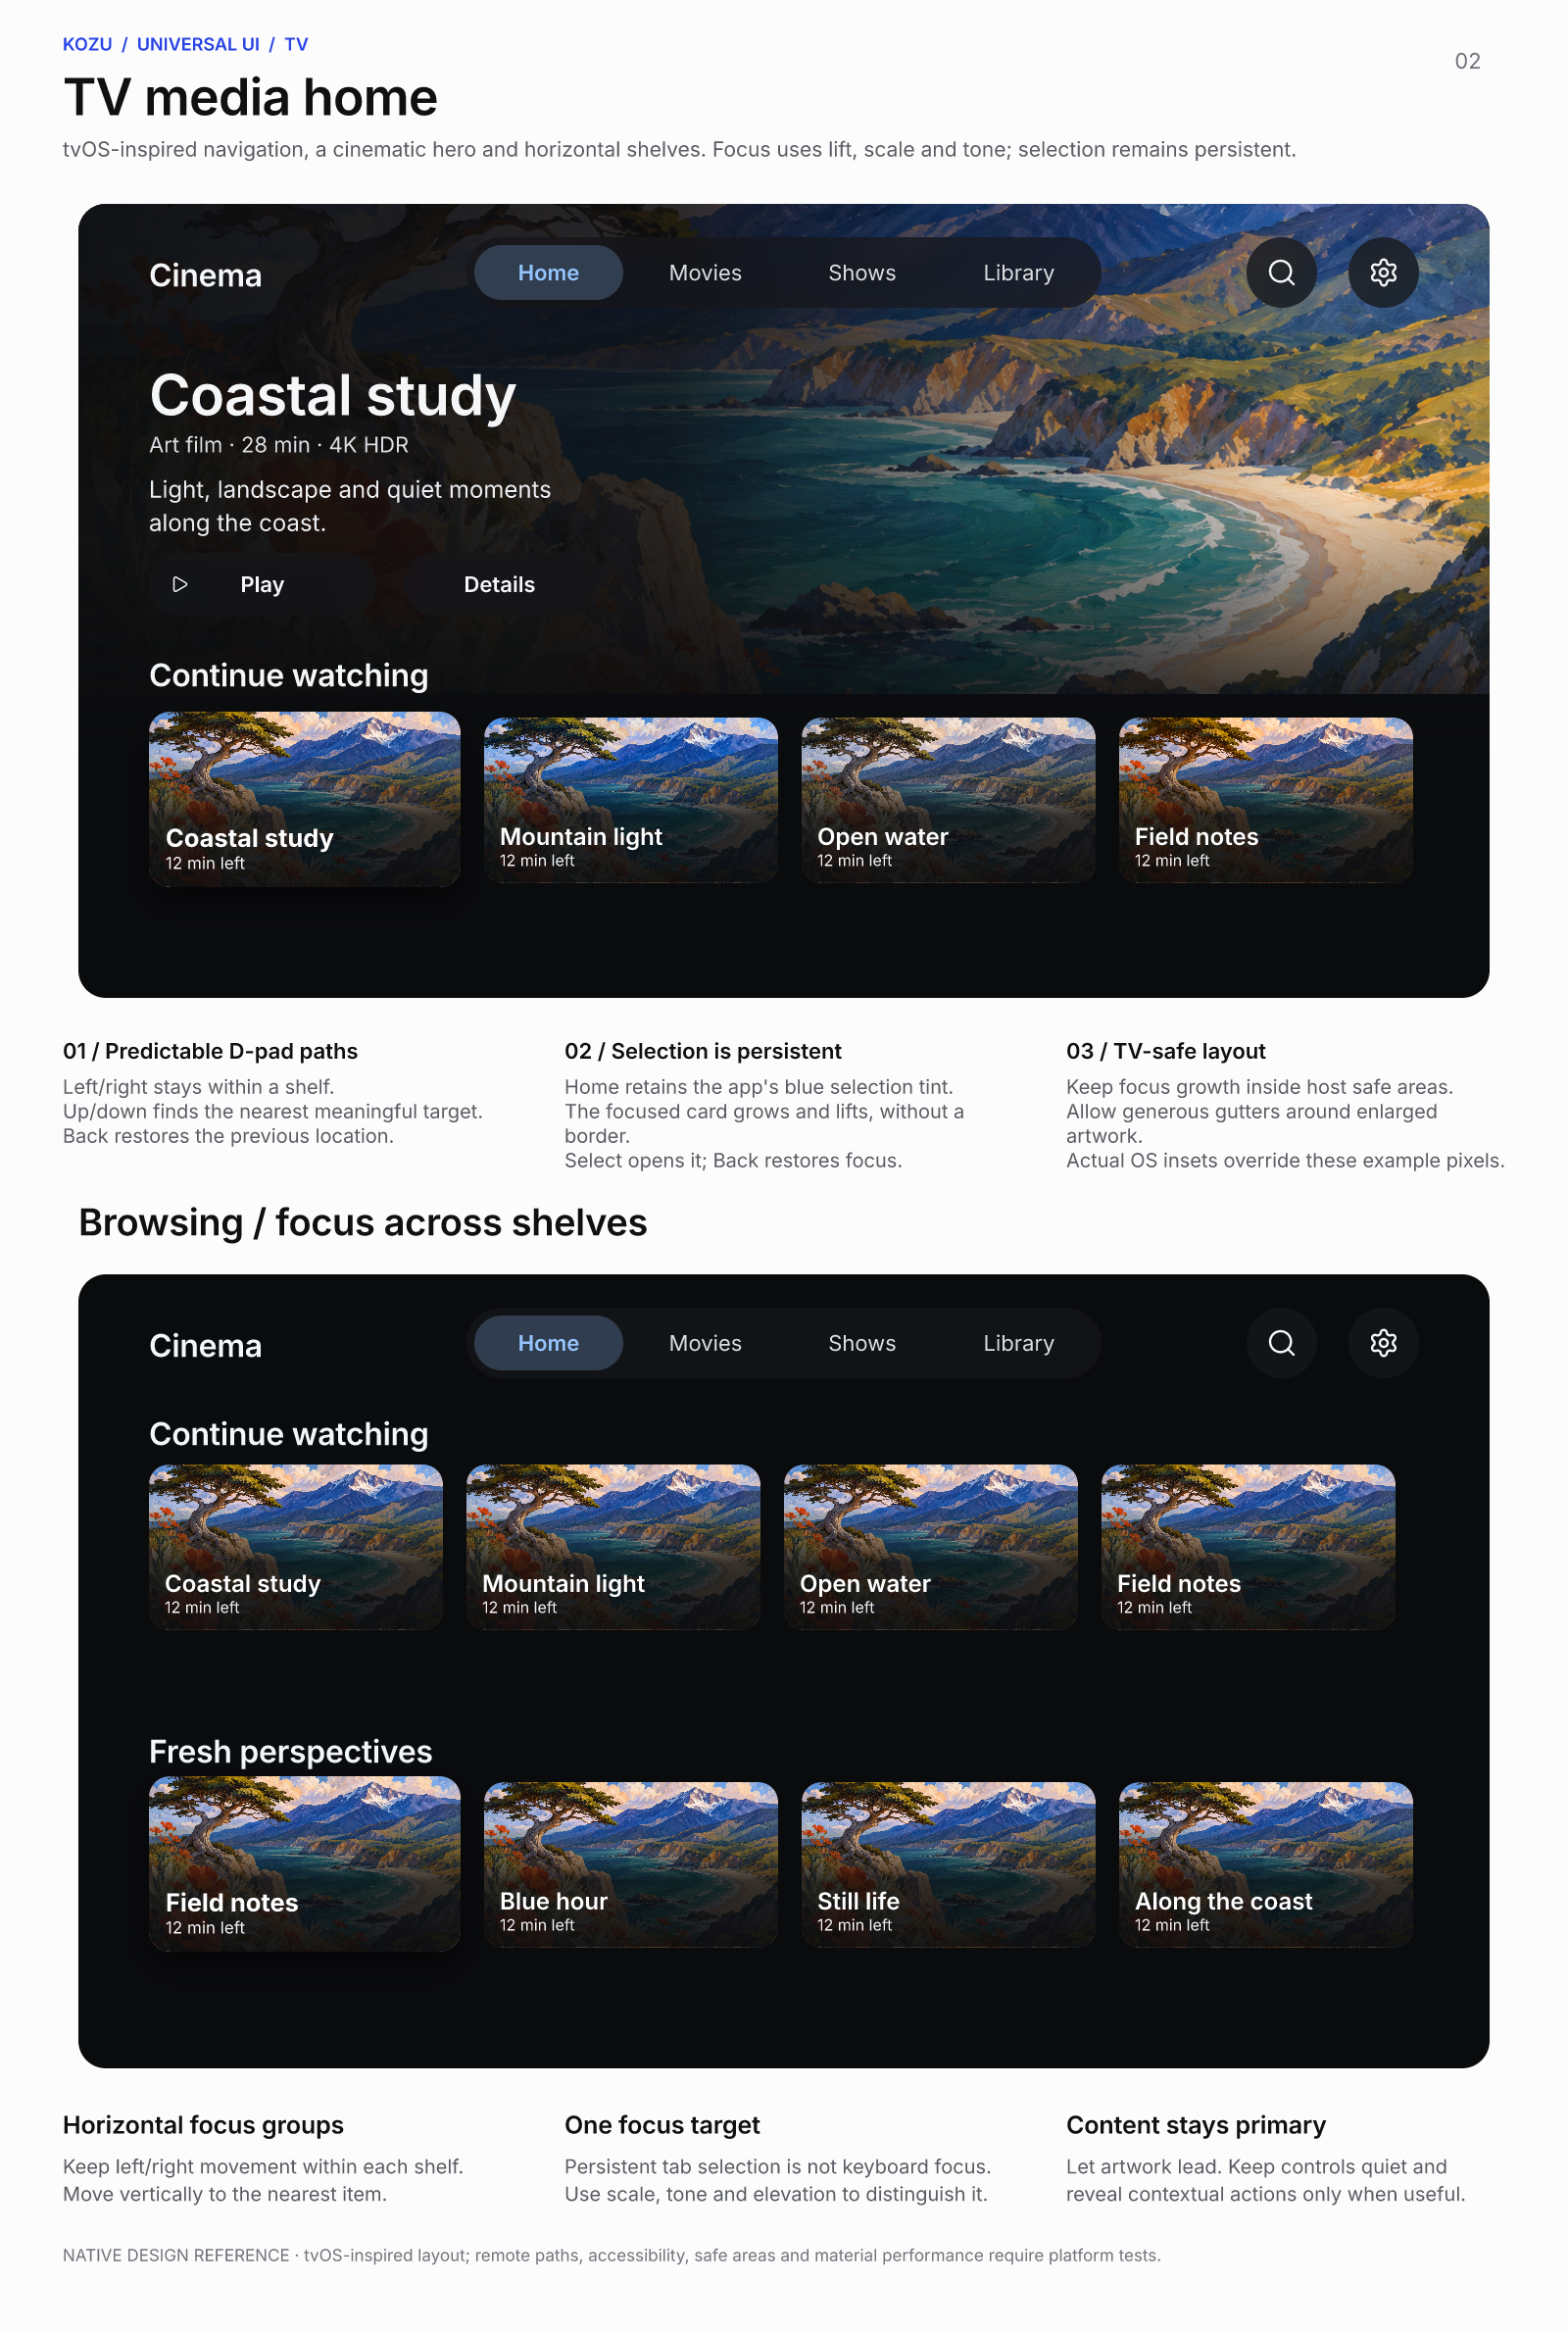 KOZU / UNIVERSAL UI / TV
02
TV media home
tvOS-inspired navigation, a cinematic hero and horizontal shelves. Focus uses lift, scale and tone; selection remains persistent.
Cinema
Home
Movies
Shows
Library
Coastal study
Art film · 28 min · 4K HDR
Light, landscape and quiet moments
along the coast.
Play
Details
Continue watching
Coastal study
12 min left
Mountain light
12 min left
Open water
12 min left
Field notes
12 min left
01 / Predictable D-pad paths
Left/right stays within a shelf.
Up/down finds the nearest meaningful target.
Back restores the previous location.
02 / Selection is persistent
Home retains the app's blue selection tint.
The focused card grows and lifts, without a
border.
Select opens it; Back restores focus.
03 / TV-safe layout
Keep focus growth inside host safe areas.
Allow generous gutters around enlarged
artwork.
Actual OS insets override these example pixels.
Browsing / focus across shelves
Cinema
Home
Movies
Shows
Library
Continue watching
Coastal study
12 min left
Mountain light
12 min left
Open water
12 min left
Field notes
12 min left
Fresh perspectives
Field notes
12 min left
Blue hour
12 min left
Still life
12 min left
Along the coast
12 min left
Horizontal focus groups
Keep left/right movement within each shelf.
Move vertically to the nearest item.
One focus target
Persistent tab selection is not keyboard focus.
Use scale, tone and elevation to distinguish it.
Content stays primary
Let artwork lead. Keep controls quiet and
reveal contextual actions only when useful.
NATIVE DESIGN REFERENCE · tvOS-inspired layout; remote paths, accessibility, safe areas and material performance require platform tests.